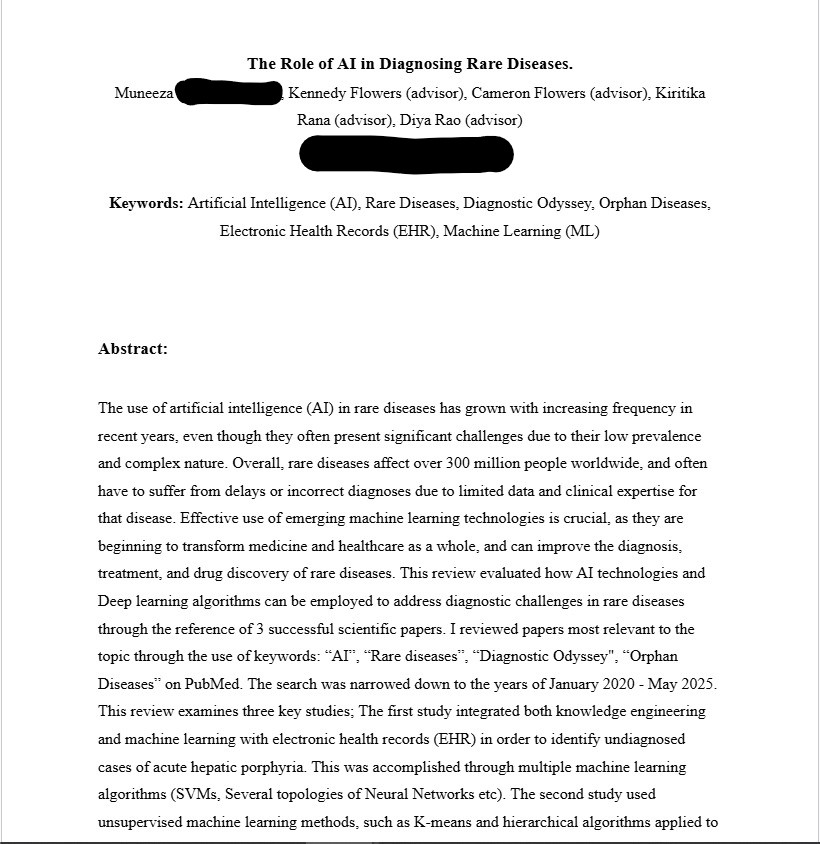 The Role of AI in Diagnosing Rare Diseases.
Muneeza , Kennedy Flowers (advisor), Cameron Flowers (advisor), Kiritika
Rana (advisor), Diya Rao (advisor)
Keywords: Artificial Intelligence (AI), Rare Diseases, Diagnostic Odyssey, Orphan Diseases,
Electronic Health Records (EHR), Machine Learning (ML)
Abstract:
The use of artificial intelligence (AI) in rare diseases has grown with increasing frequency in
recent years, even though they often present significant challenges due to their low prevalence
and complex nature. Overall, rare diseases affect over 300 million people worldwide, and often
have to suffer from delays or incorrect diagnoses due to limited data and clinical expertise for
that disease. Effective use of emerging machine learning technologies is crucial, as they are
beginning to transform medicine and healthcare as a whole, and can improve the diagnosis,
treatment, and drug discovery of rare diseases. This review evaluated how AI technologies and
Deep learning algorithms can be employed to address diagnostic challenges in rare diseases
through the reference of 3 successful scientific papers. I reviewed papers most relevant to the
topic through the use of keywords: “AI”, “Rare diseases”, “Diagnostic Odyssey", “Orphan
Diseases” on PubMed. The search was narrowed down to the years of January 2020 - May 2025.
This review examines three key studies; The first study integrated both knowledge engineering
and machine learning with electronic health records (EHR) in order to identify undiagnosed
cases of acute hepatic porphyria. This was accomplished through multiple machine learning
algorithms (SVMs, Several topologies of Neural Networks etc). The second study used
unsupervised machine learning methods, such as K-means and hierarchical algorithms applied to